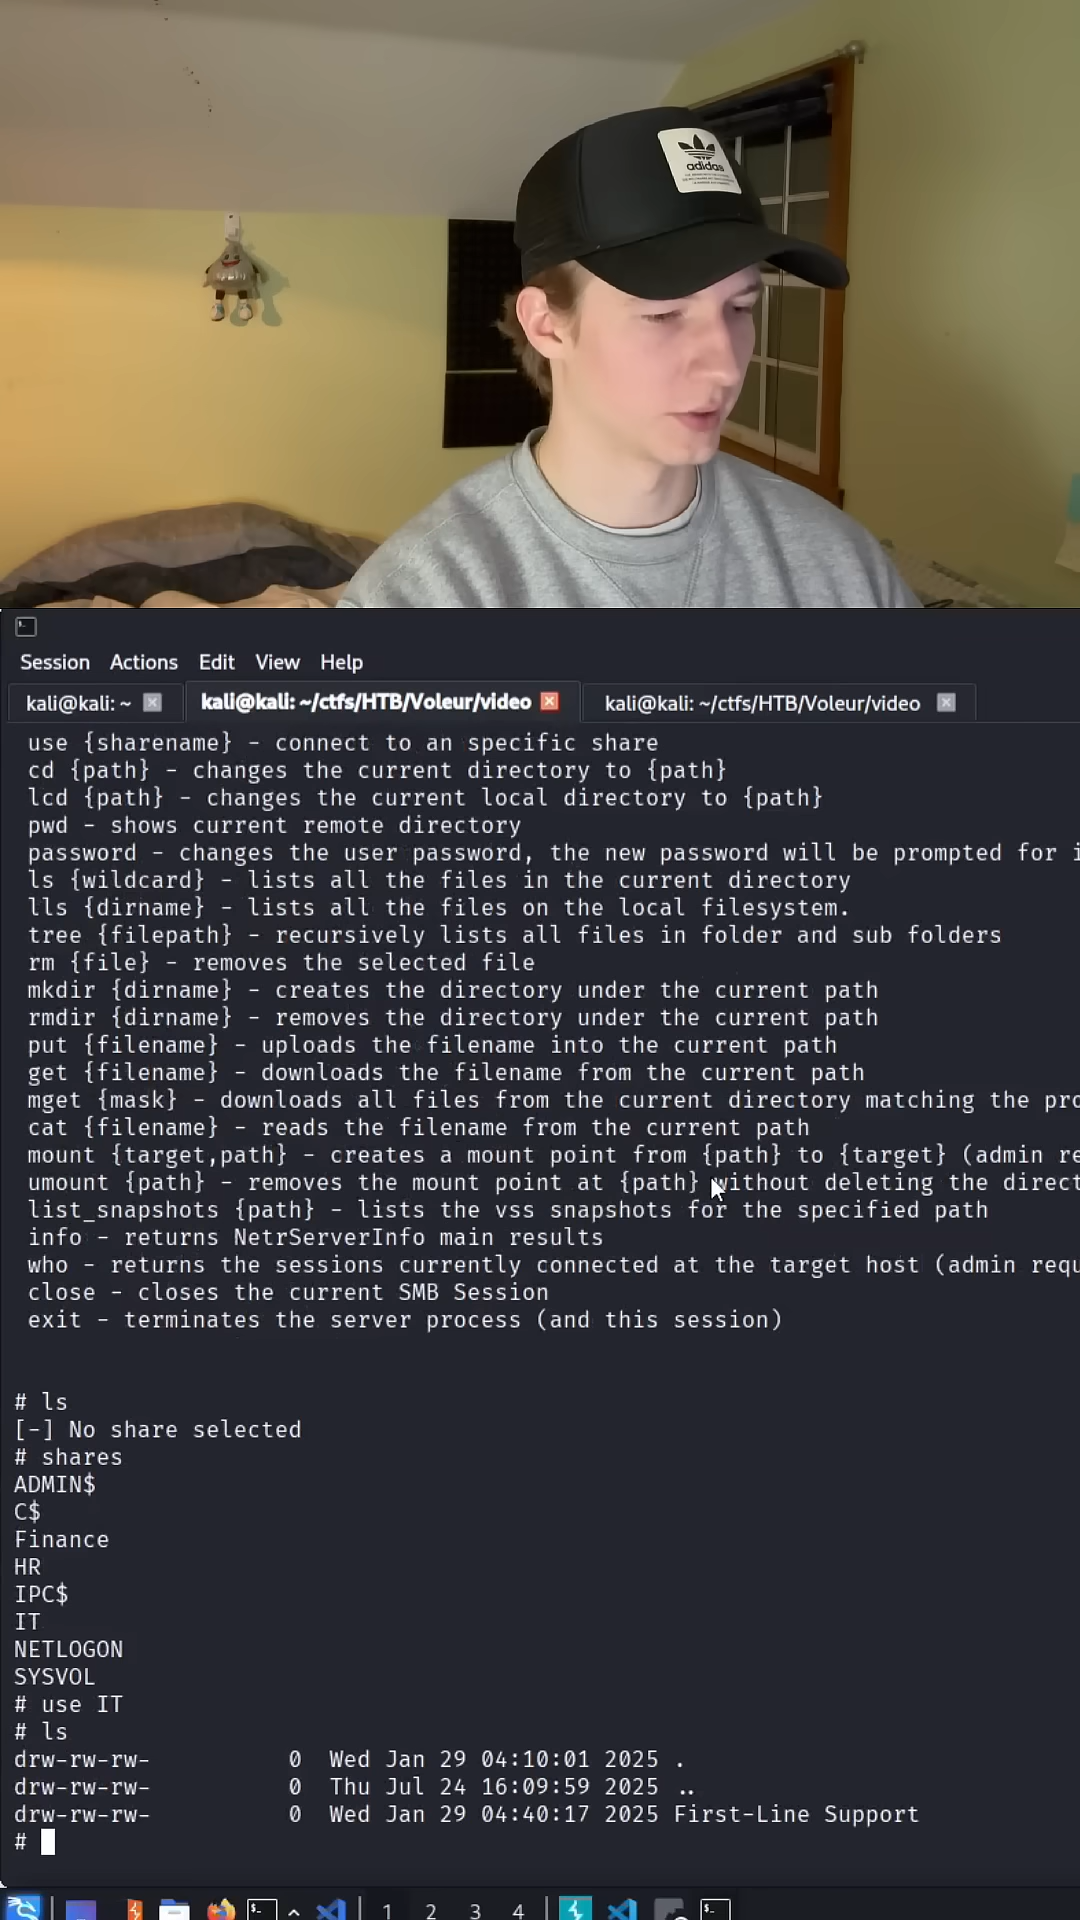 adidas
Session Actions Edit View Help
kali@kali: ~
kali@kali: ~/ctfs/HTB/Voleur/video
kali@kali: ~/ctfs/HTB/Voleur/video
use {sharename} - connect to an specific share
cd {path} - changes the current directory to {path}
lcd {path} - changes the current local directory to {path}
pwd - shows current remote directory
password - changes the user password, the new password will be prompted for i
ls {wildcard} - lists all the files in the current directory
lls {dirname} - lists all the files on the local filesystem.
tree {filepath} - recursively lists all files in folder and sub folders
rm {file} - removes the selected file
mkdir {dirname} - creates the directory under the current path
rmdir {dirname} - removes the directory under the current path
put {filename} - uploads the filename into the current path
get {filename} - downloads the filename from the current path
mget {mask} - downloads all files from the current directory matching the pro
cat {filename} - reads the filename from the current path
mount {target,path} - creates a mount point from {path} to {target} (admin re
umount {path} - removes the mount point at {path} without deleting the direct
list_snapshots {path} - lists the vss snapshots for the specified path
info - returns NetrServerInfo main results
who - returns the sessions currently connected at the target host (admin requ
close - closes the current SMB Session
exit - terminates the server process (and this session)
# ls
[-] No share selected
# shares
ADMIN$
C$
Finance
HR
IPC$
IT
NETLOGON
SYSVOL
# use IT
# ls
drw-rw-rw- 0 Wed Jan 29 04:10:01 2025 .
drw-rw-rw- 0 Thu Jul 24 16:09:59 2025 ..
drw-rw-rw- 0 Wed Jan 29 04:40:17 2025 First-Line Support
#
1 2 3 4